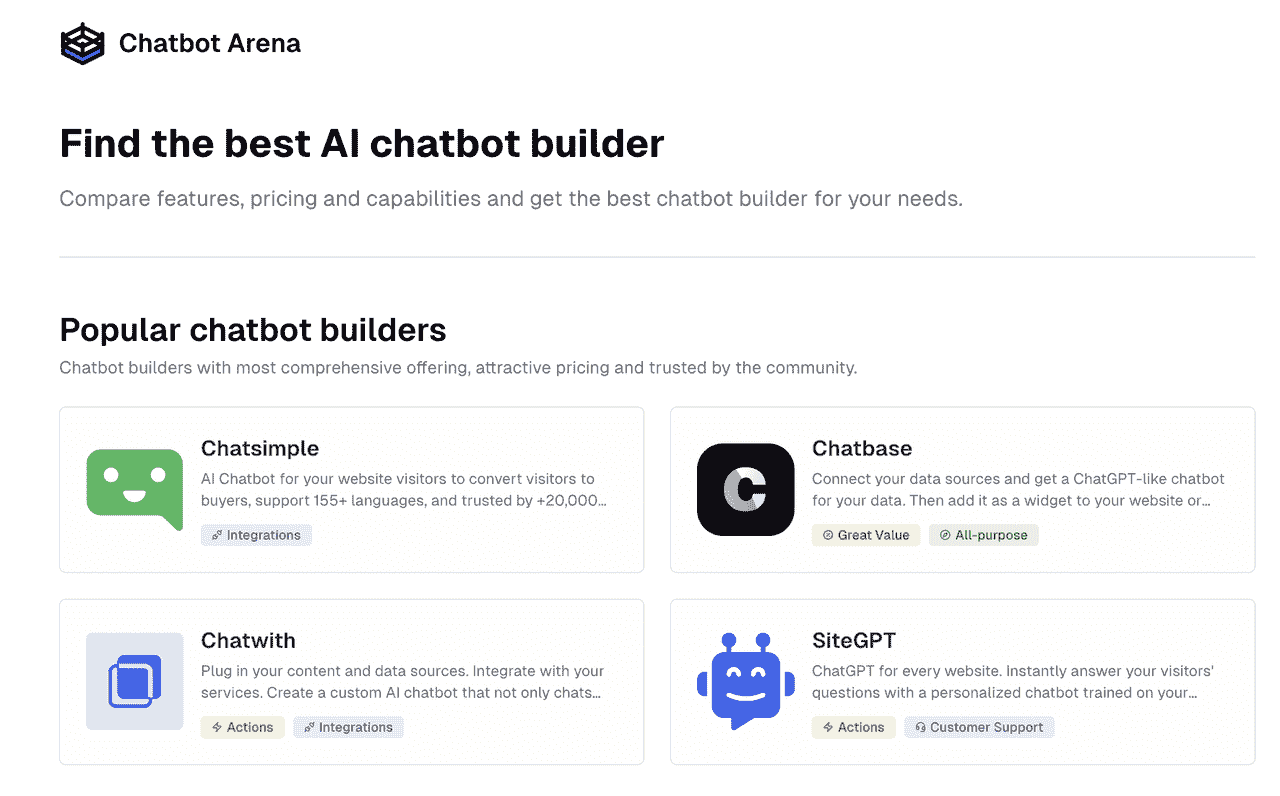 Chatbot Arena
Find the best AI chatbot builder
Compare features, pricing and capabilities and get the best chatbot builder for your needs.
Popular chatbot builders
Chatbot builders with most comprehensive offering, attractive pricing and trusted by the community.
Chatsimple
AI Chatbot for your website visitors to convert visitors to
buyers, support 155+ languages, and trusted by +20,000...
Integrations
Chatbase
Connect your data sources and get a ChatGPT-like chatbot
for your data. Then add it as a widget to your website or...
Great Value
All-purpose
Chatwith
Plug in your content and data sources. Integrate with your
services. Create a custom AI chatbot that not only chats...
Actions
Integrations
SiteGPT
ChatGPT for every website. Instantly answer your visitors'
questions with a personalized chatbot trained on your...
Actions
Customer Support